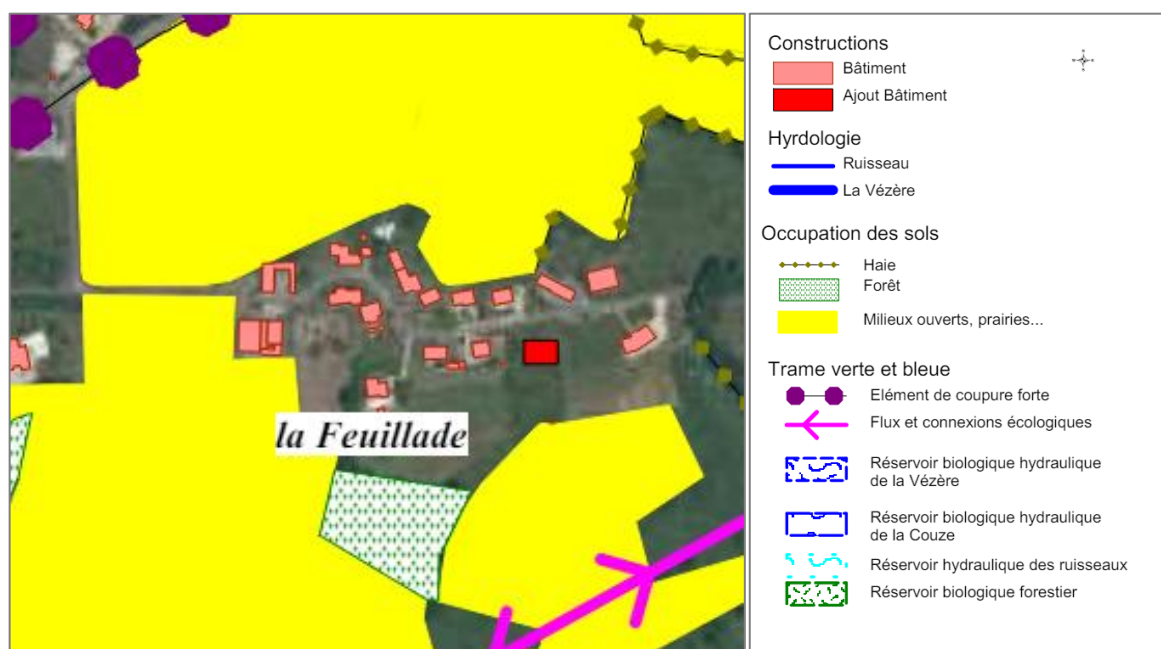 la Feuillade
Constructions
Bâtiment
Ajout Bâtiment
Hyrdologie
Ruisseau
La Vézère
Occupation des sols
Haie
Forêt
Milieux ouverts, prairies...
Trame verte et bleue
Elément de coupure forte
Flux et connexions écologiques
Réservoir biologique hydraulique
de la Vézère
Réservoir biologique hydraulique
de la Couze
Réservoir hydraulique des ruisseaux
Réservoir biologique forestier